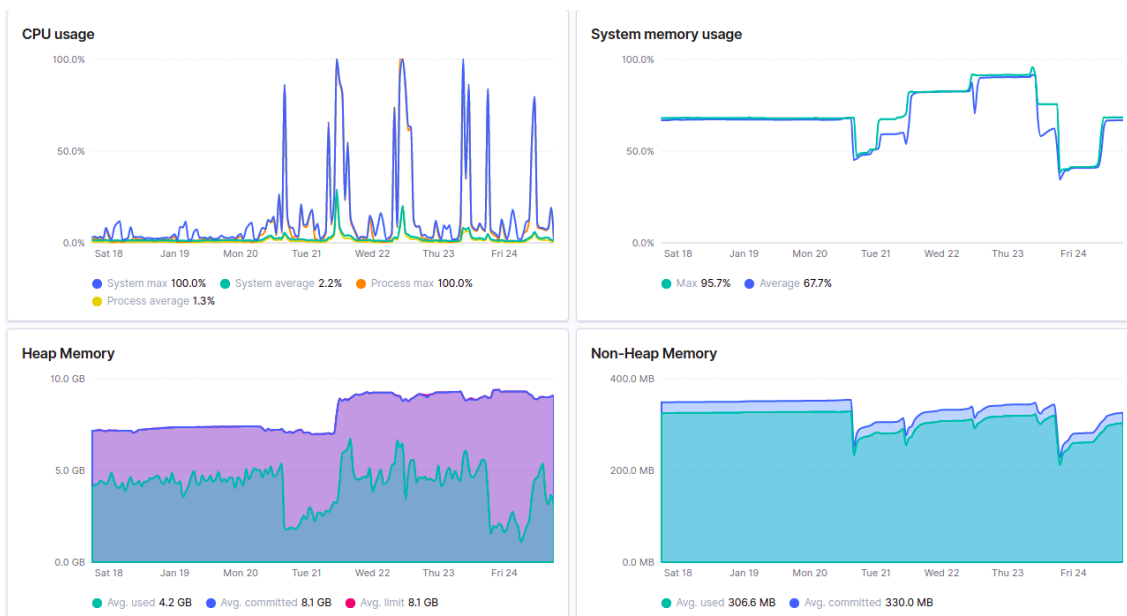 CPU usage
100.0%
50.0%
0.0%
Sat 18 Jan 19 Mon 20 Tue 21 Wed 22 Thu 23 Fri 24
System max 100.0% System average 2.2% Process max 100.0%
Process average 1.3%
System memory usage
100.0%
50.0%
0.0%
Sat 18 Jan 19 Mon 20 Tue 21 Wed 22 Thu 23 Fri 24
Max 95.7% Average 67.7%
Heap Memory
10.0 GB
5.0 GB
0.0 GB
Sat 18 Jan 19 Mon 20 Tue 21 Wed 22 Thu 23 Fri 24
Avg. used 4.2 GB Avg. committed 8.1 GB Avg. limit 8.1 GB
Non-Heap Memory
400.0 MB
200.0 MB
0.0 MB
Sat 18 Jan 19 Mon 20 Tue 21 Wed 22 Thu 23 Fri 24
Avg. used 306.6 MB Avg. committed 330.0 MB